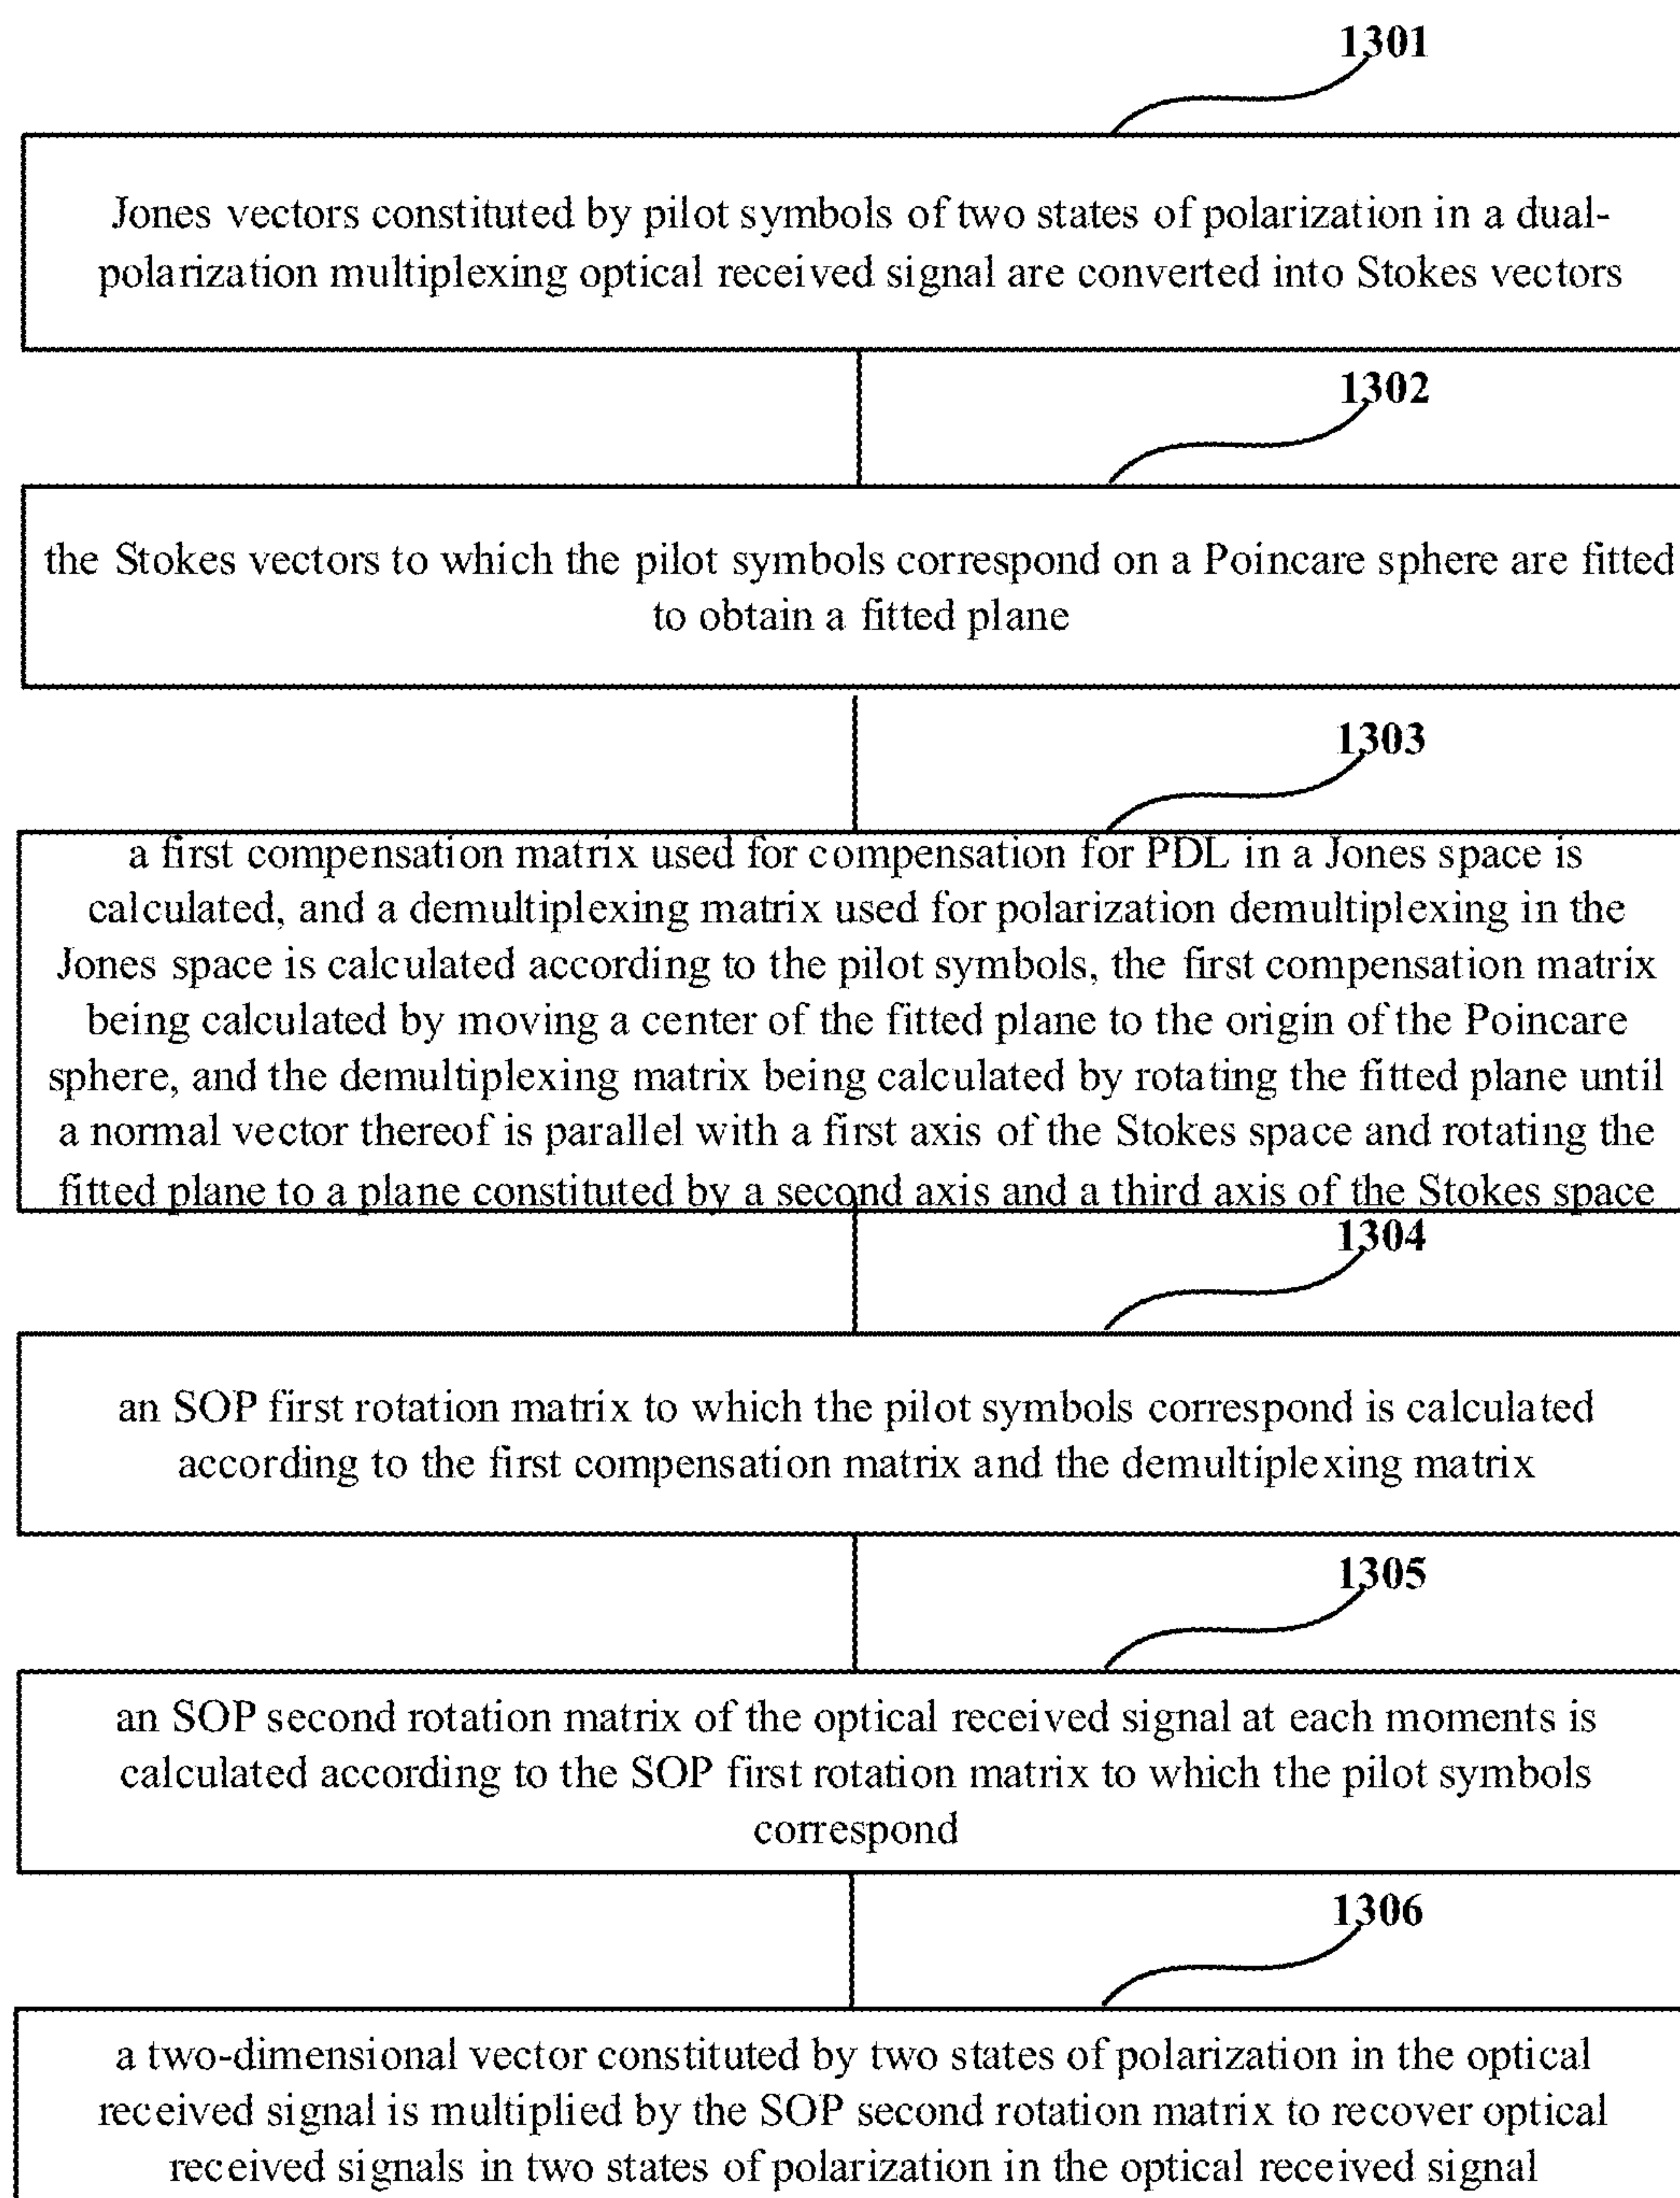 1301
Jones vectors constituted by pilot symbols of two states of polarization in a dual-
polarization multiplexing optical received signal are converted into Stokes vectors
1302
the Stokes vectors to which the pilot symbols correspond on a Poincare sphere are fitted
to obtain a fitted plane
1303
a first compensation matrix used for compensation for PDL in a Jones space is
calculated, and a demultiplexing matrix used for polarization demultiplexing in the
Jones space is calculated according to the pilot symbols, the first compensation matrix
being calculated by moving a center of the fitted plane to the origin of the Poincare
sphere, and the demultiplexing matrix being calculated by rotating the fitted plane until
a normal vector thereof is parallel with a first axis of the Stokes space and rotating the
fitted plane to a plane constituted by a second axis and a third axis of the Stokes space
1304
an SOP first rotation matrix to which the pilot symbols correspond is calculated
according to the first compensation matrix and the demultiplexing matrix
1305
an SOP second rotation matrix of the optical received signal at each moments is
calculated according to the SOP first rotation matrix to which the pilot symbols
correspond
1306
a two-dimensional vector constituted by two states of polarization in the optical
received signal is multiplied by the SOP second rotation matrix to recover optical
received signals in two states of polarization in the optical received signal